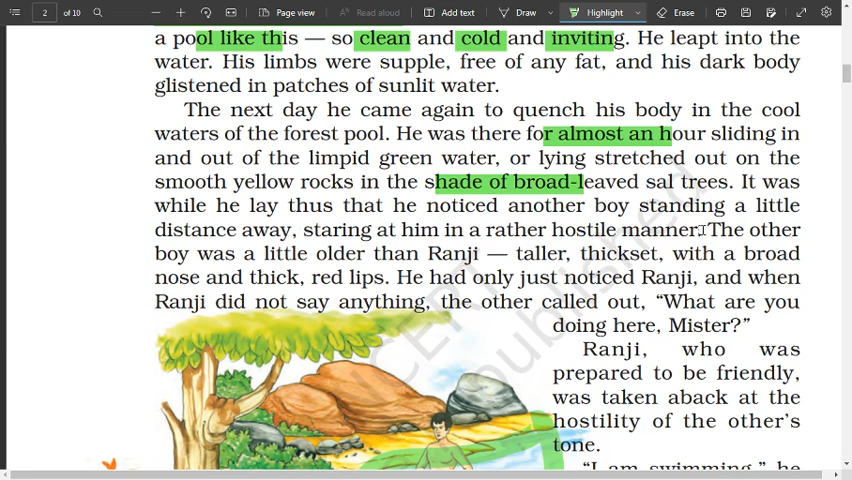 2 of 10
Page view
Read aloud
Add text
Draw
Highlight
Erase
a pool like this — so clean and cold and inviting. He leapt into the
water. His limbs were supple, free of any fat, and his dark body
glistened in patches of sunlit water.
The next day he came again to quench his body in the cool
waters of the forest pool. He was there for almost an hour sliding in
and out of the limpid green water, or lying stretched out on the
smooth yellow rocks in the shade of broad-leaved sal trees. It was
while he lay thus that he noticed another boy standing a little
distance away, staring at him in a rather hostile manner. The other
boy was a little older than Ranji — taller, thickset, with a broad
nose and thick, red lips. He had only just noticed Ranji, and when
Ranji did not say anything, the other called out, “What are you
doing here, Mister?”
Ranji, who was
prepared to be friendly,
was taken aback at the
hostility of the other’s
tone.
“I am swimming,” he